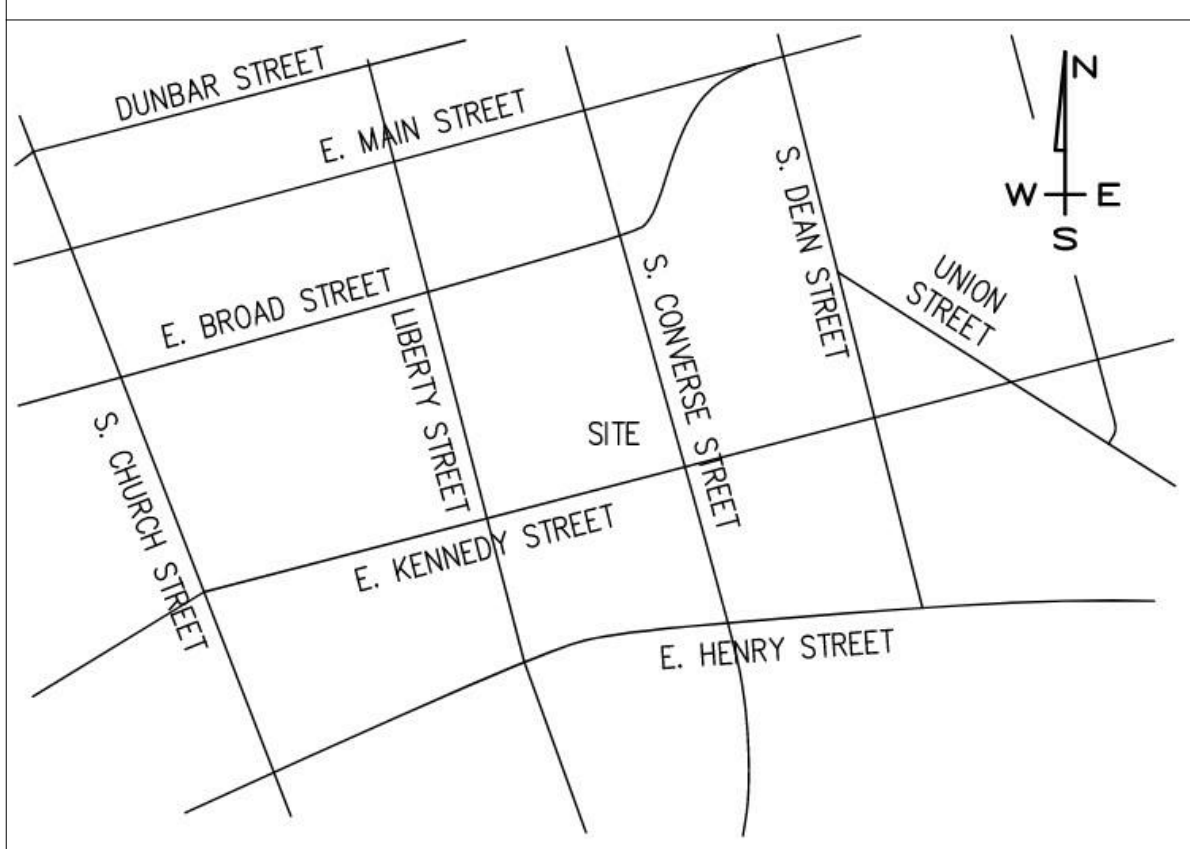 DUNBAR STREET
E. MAIN STREET
N
W E
S
S. DEAN STREET
E. BROAD STREET
S. CONVERSE STREET
UNION
STREET
LIBERTY STREET
S. CHURCH STREET
SITE
E. KENNEDY STREET
E. HENRY STREET